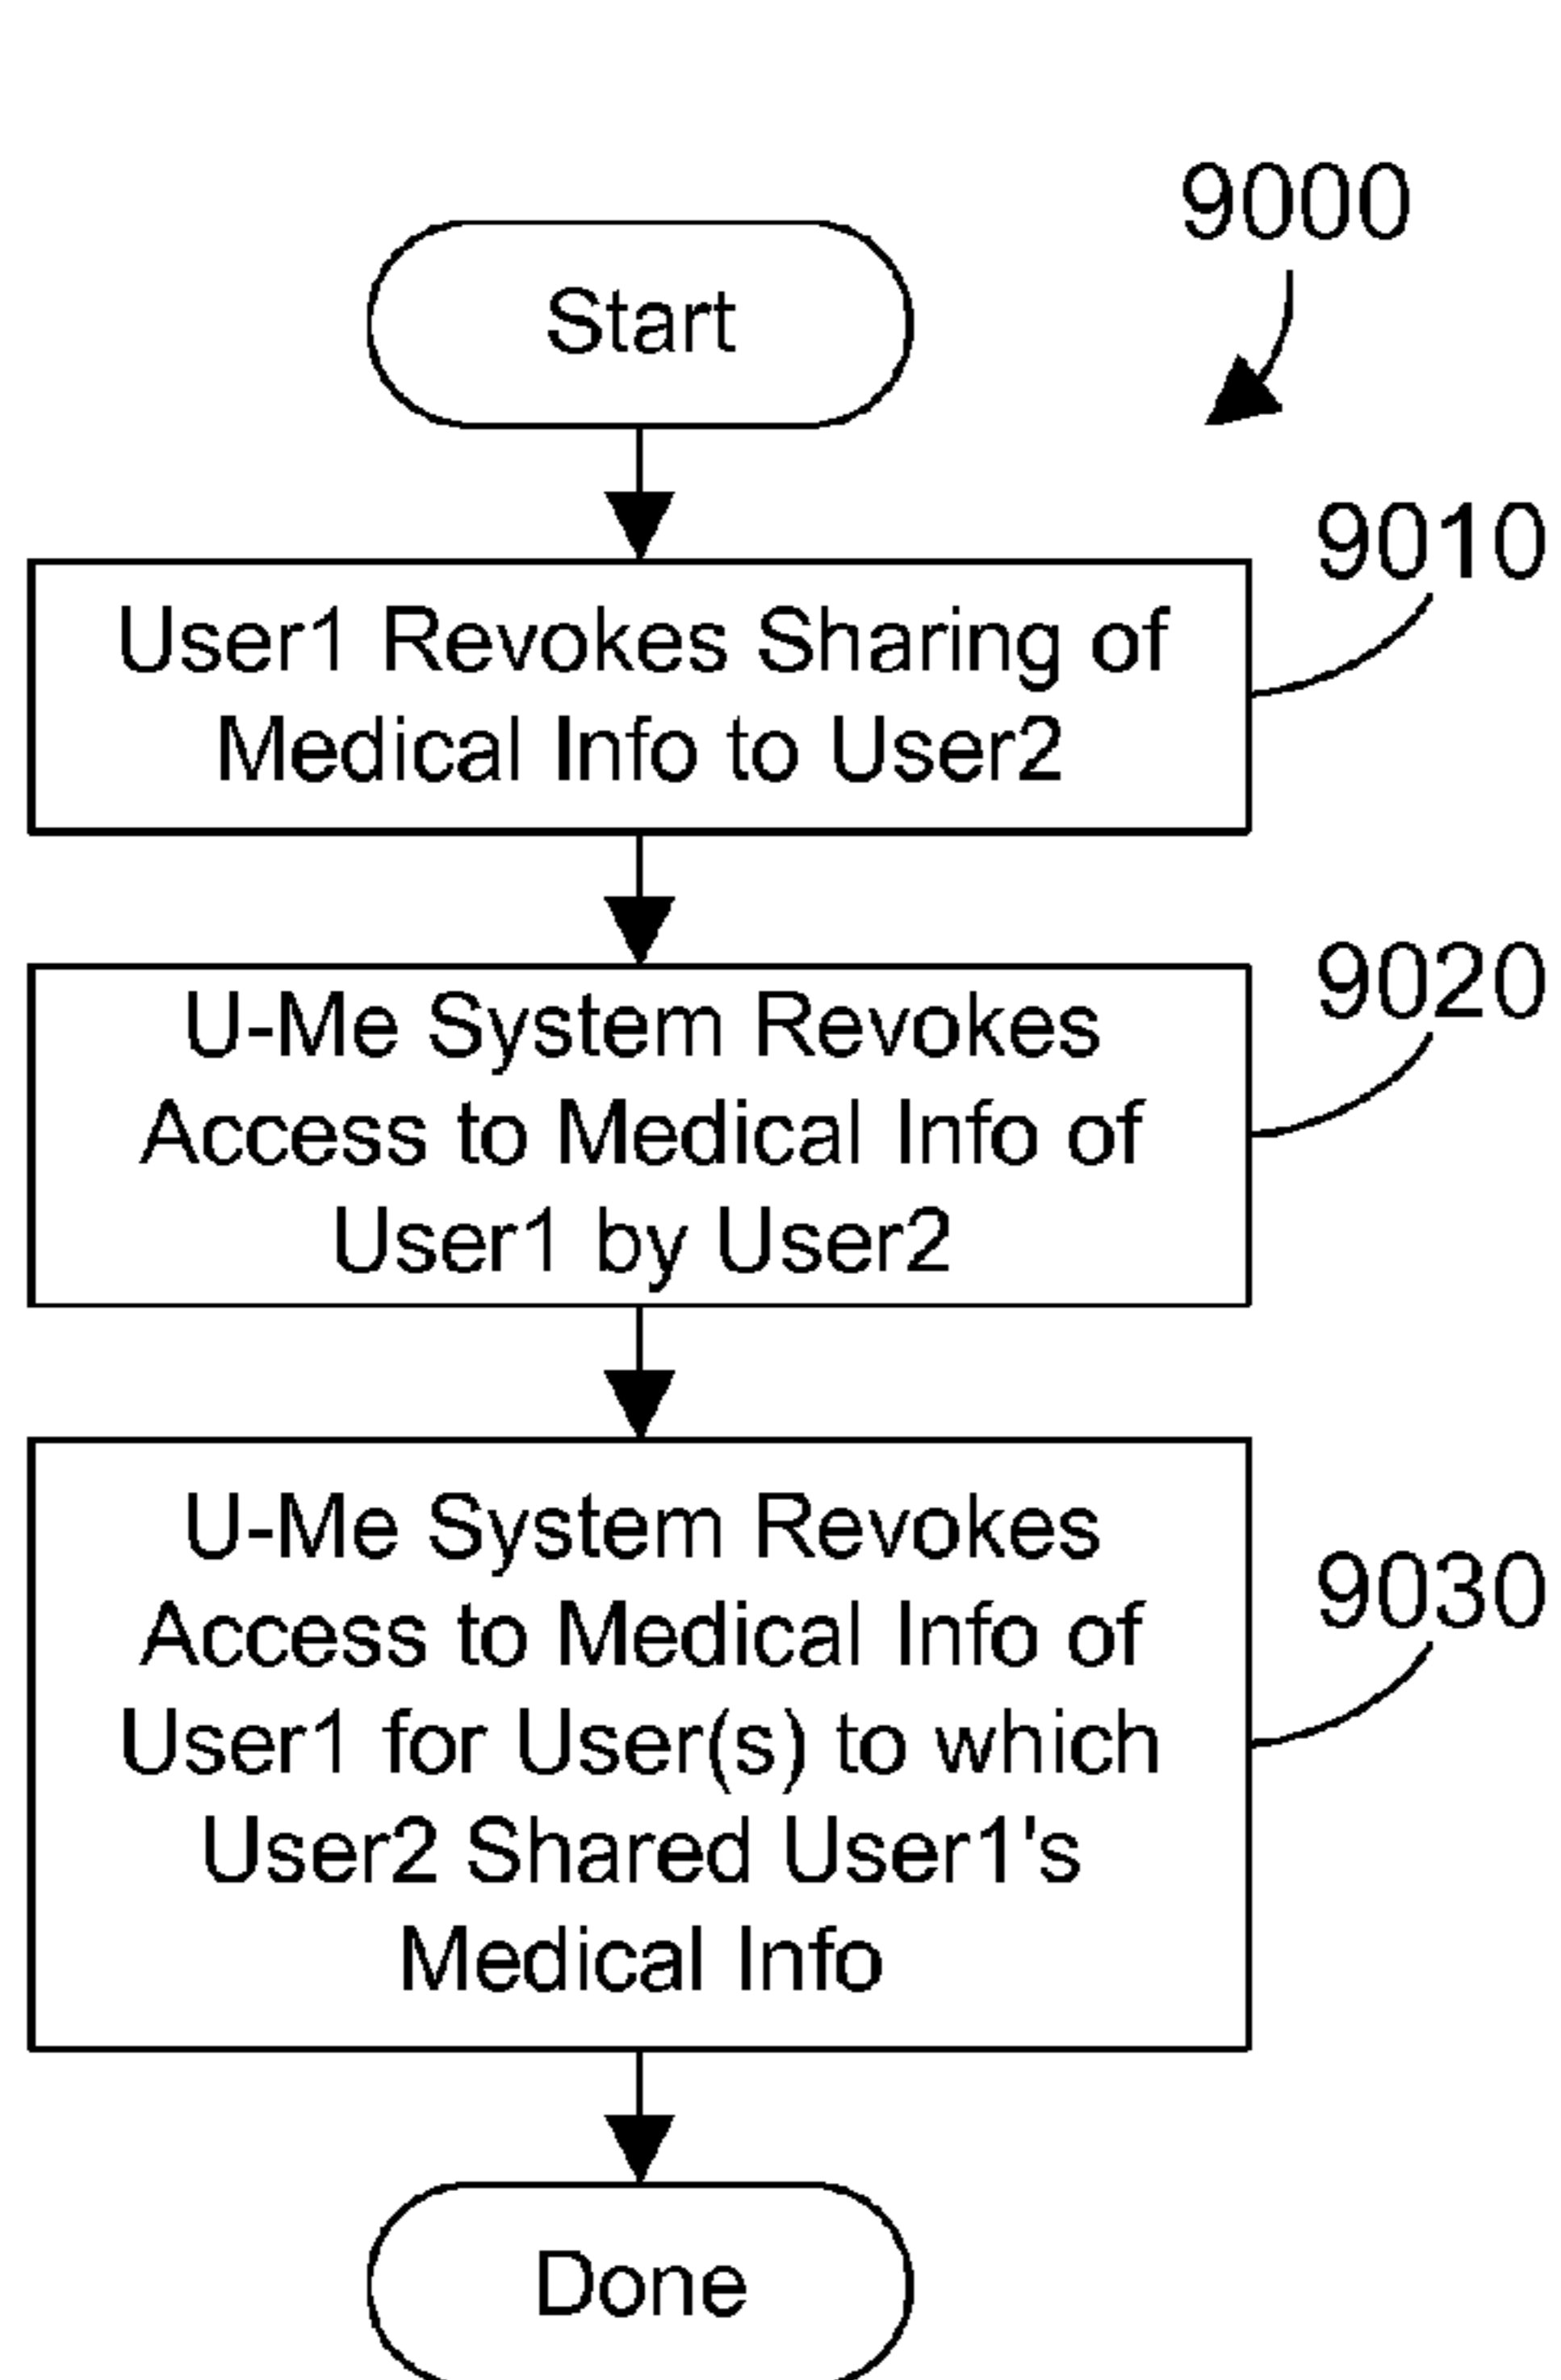 9000
Start
9010
User1 Revokes Sharing of
Medical Info to User2
9020
U-Me System Revokes
Access to Medical Info of
User1 by User2
9030
U-Me System Revokes
Access to Medical Info of
User1 for User(s) to which
User2 Shared User1's
Medical Info
Done